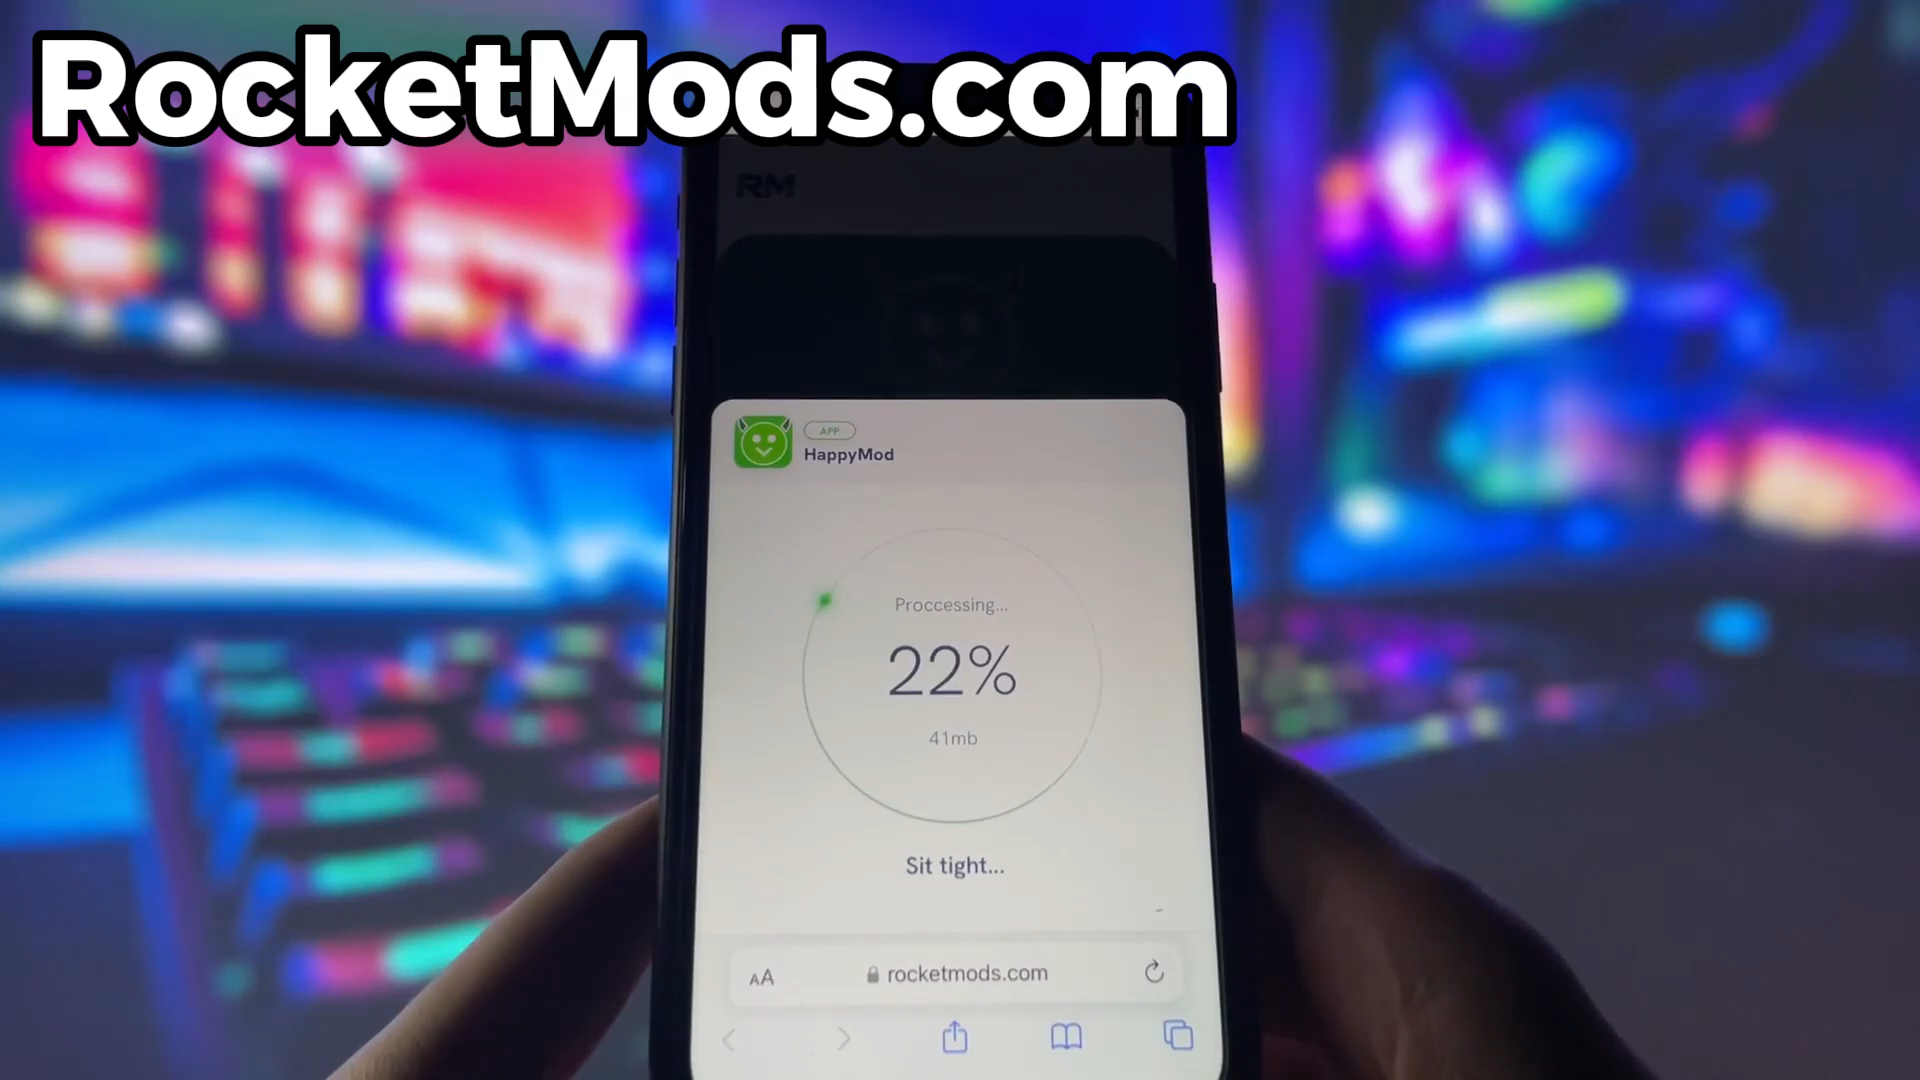 RocketMods.com
RM
APP
HappyMod
Proccessing...
22%
41mb
Sit tight...
AA
rocketmods.com